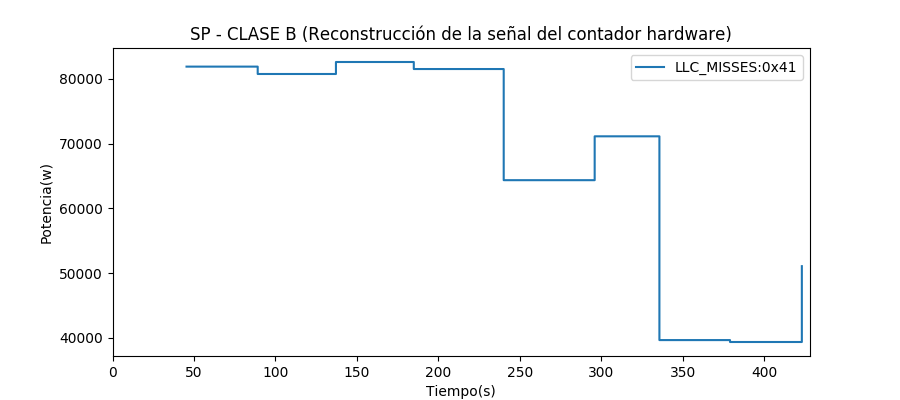 SP - CLASE B (Reconstrucción de la señal del contador hardware)
LLC_MISSES:0x41
80000
70000
60000
50000
40000
Potencia(w)
0 50 100 150 200 250 300 350 400
Tiempo(s)